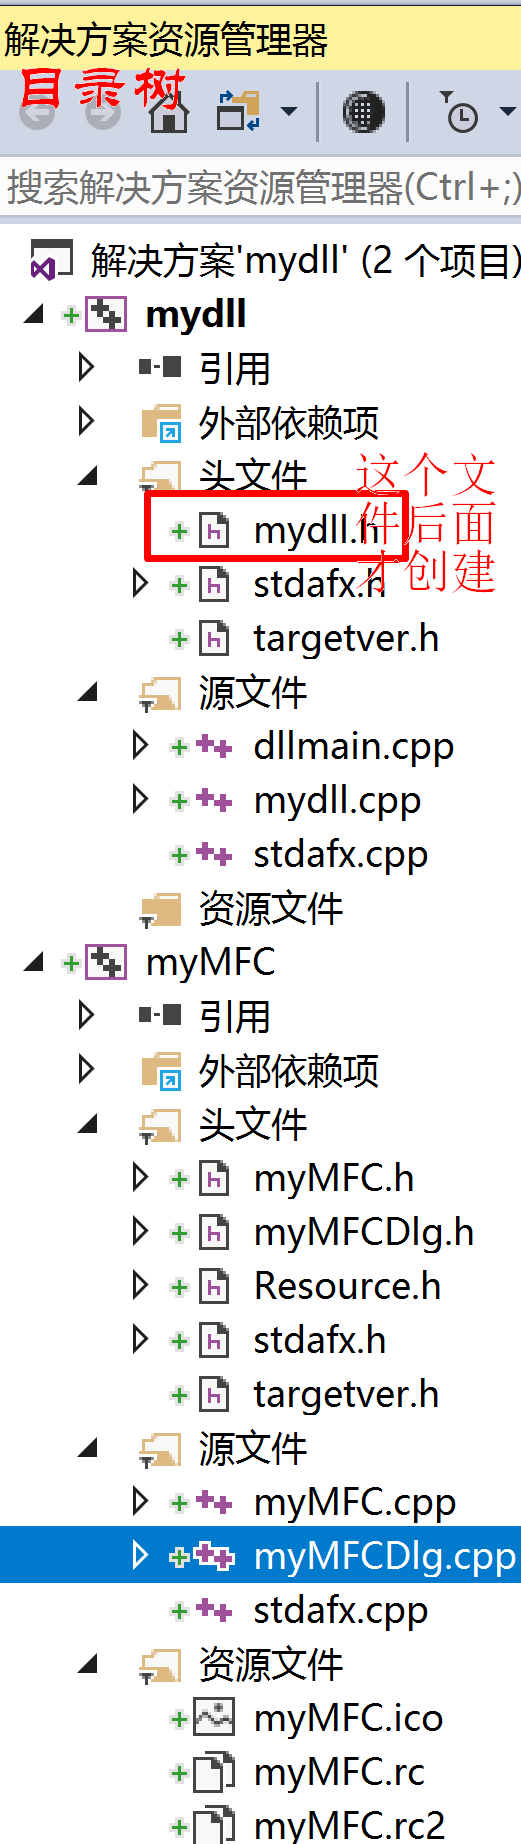 解决方案资源管理器
目录树
搜索解决方案资源管理器(Ctrl+;)
解决方案'mydll' (2 个项目)
mydll
引用
外部依赖项
头文件
这个文
件后面
才创建
mydll.h
stdafx.h
targetver.h
源文件
dllmain.cpp
mydll.cpp
stdafx.cpp
资源文件
myMFC
引用
外部依赖项
头文件
myMFC.h
myMFCDlg.h
Resource.h
stdafx.h
targetver.h
源文件
myMFC.cpp
myMFCDlg.cpp
stdafx.cpp
资源文件
myMFC.ico
myMFC.rc
myMFC.rc2